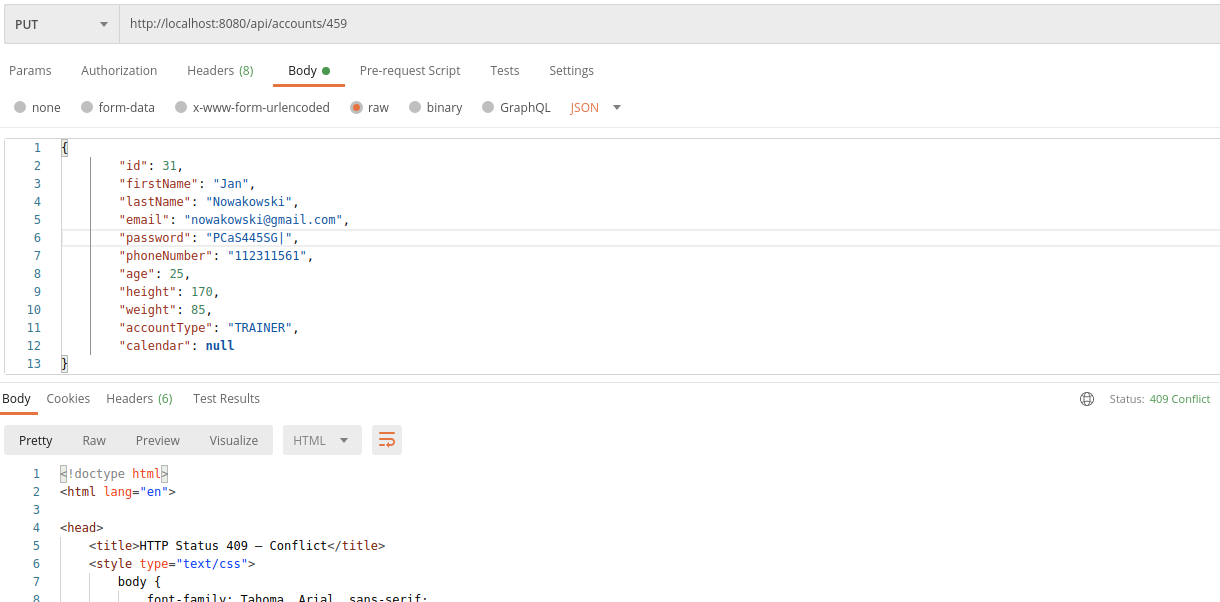 PUT http://localhost:8080/api/accounts/459
Params Authorization Headers (8) Body Pre-request Script Tests Settings
none form-data x-www-form-urlencoded raw binary GraphQL JSON
1 {
2 "id": 31,
3 "firstName": "Jan",
4 "lastName": "Nowakowski",
5 "email": "nowakowski@gmail.com",
6 "password": "PCaS445SG|",
7 "phoneNumber": "112311561",
8 "age": 25,
9 "height": 170,
10 "weight": 85,
11 "accountType": "TRAINER",
12 "calendar": null
13 }
Body Cookies Headers (6) Test Results Status: 409 Conflict
Pretty Raw Preview Visualize HTML
1 <!doctype html>
2 <html lang="en">
3
4 <head>
5 <title>HTTP Status 409 – Conflict</title>
6 <style type="text/css">
7 body {
8 font-family: Tahoma, Arial, sans-serif;